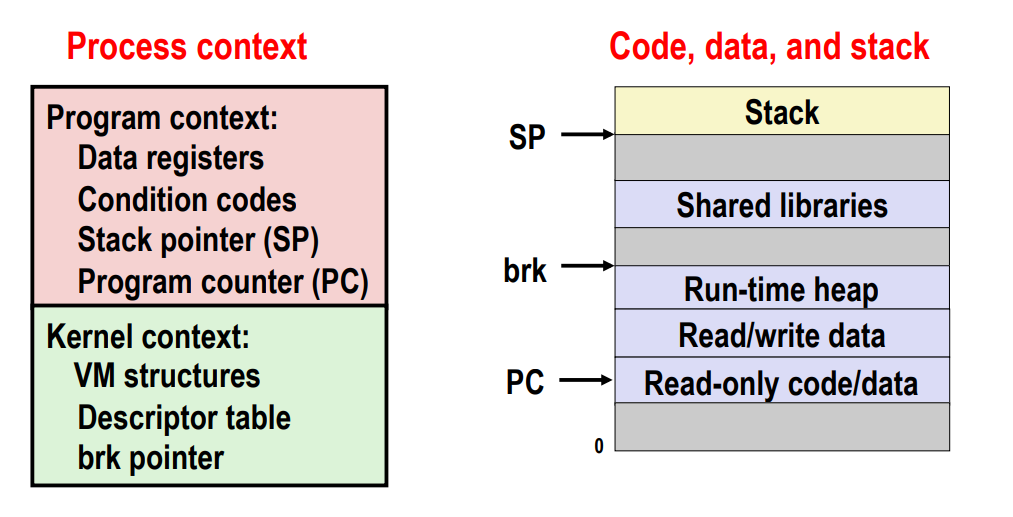 Process context
Program context:
Data registers
Condition codes
Stack pointer (SP)
Program counter (PC)
Kernel context:
VM structures
Descriptor table
brk pointer
Code, data, and stack
Stack
SP
Shared libraries
brk
Run-time heap
Read/write data
PC
Read-only code/data
0